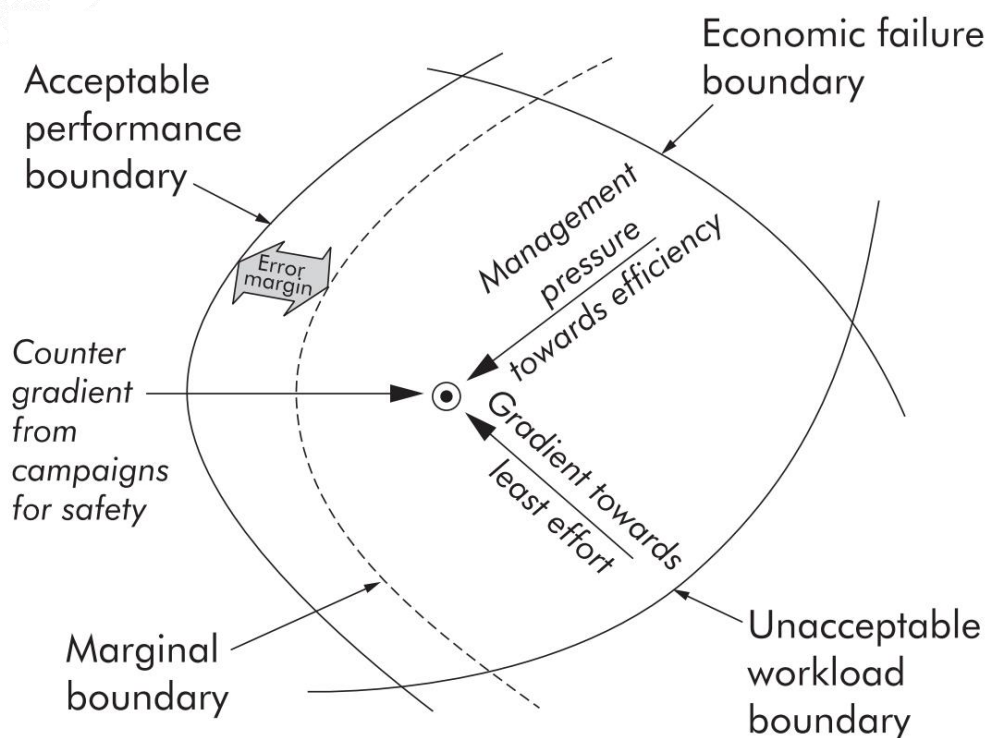 Economic failure
boundary
Acceptable
performance
boundary
Management
pressure
towards efficiency
Error
margin
Counter
gradient
from
campaigns
for safety
Gradient towards
least effort
Marginal
boundary
Unacceptable
workload
boundary